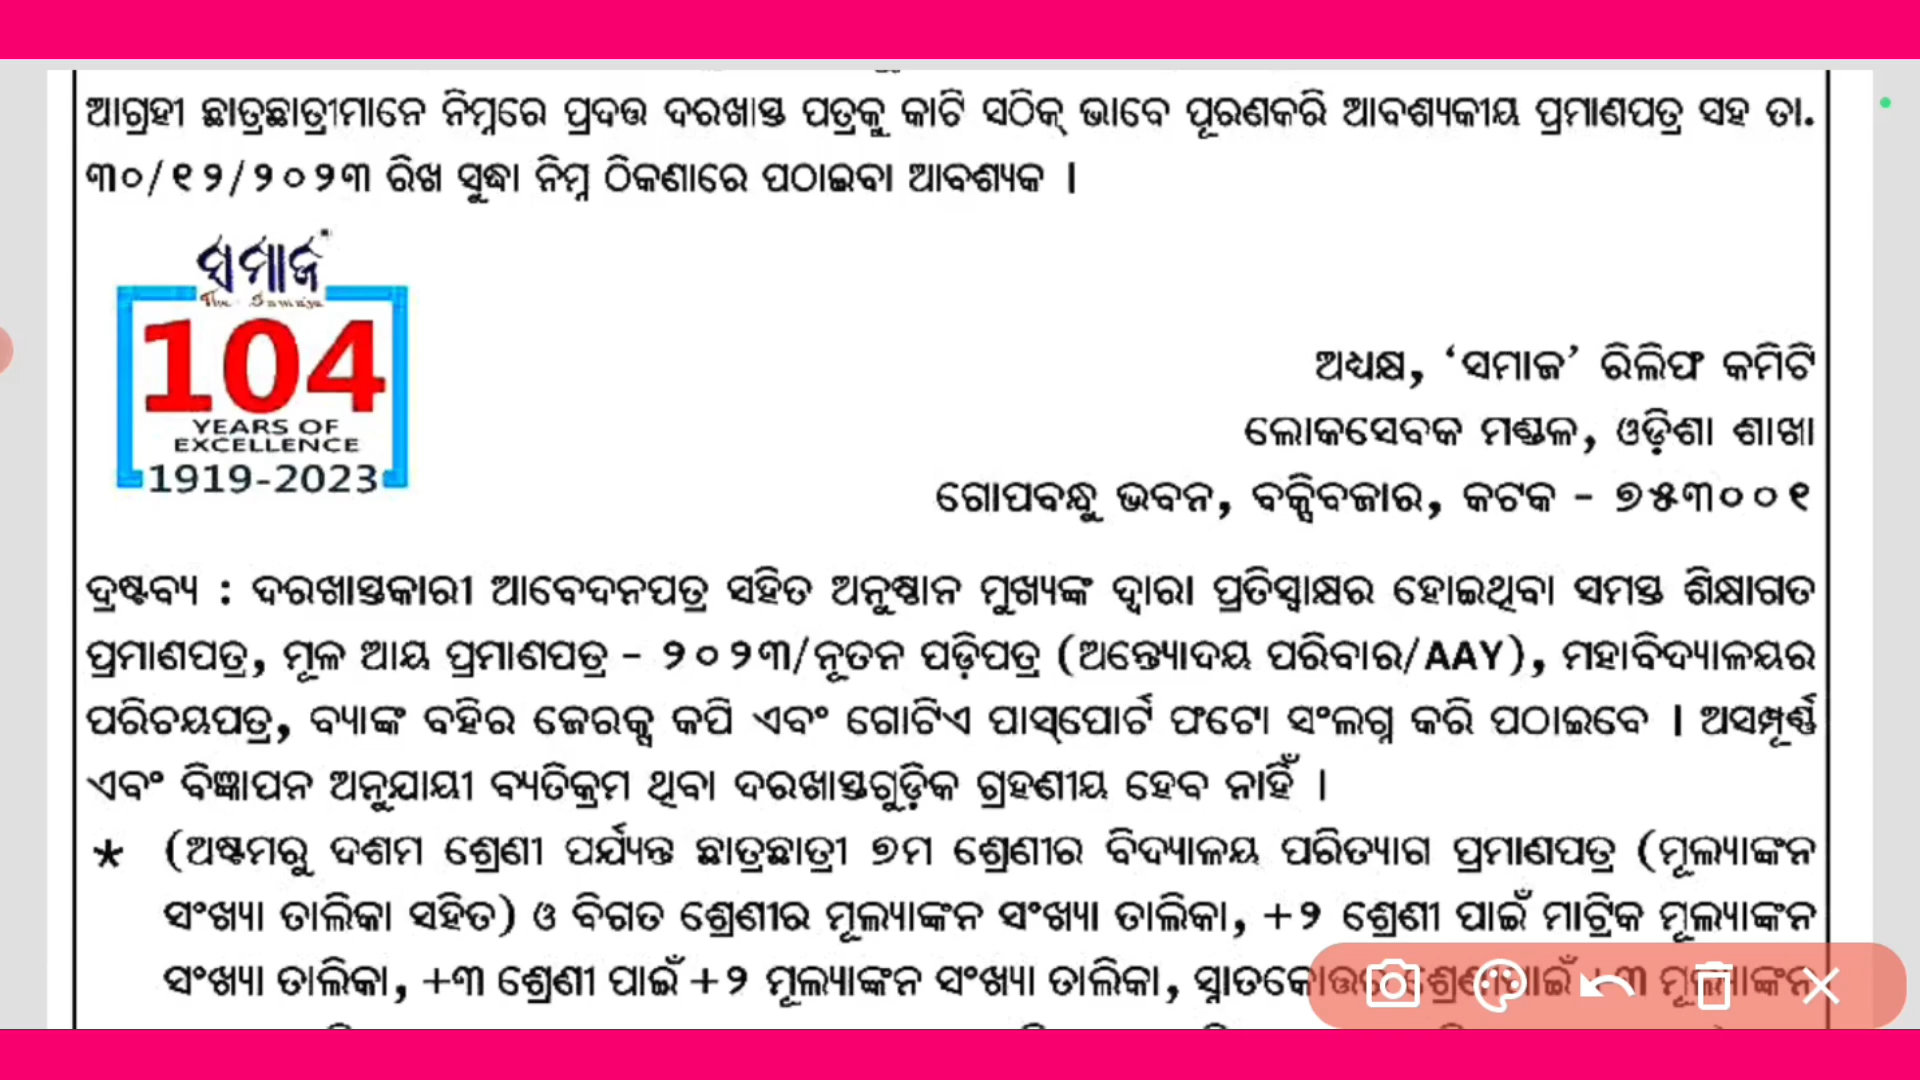 ଆଗ୍ରହୀ ଛାତ୍ରଛାତ୍ରୀମାନେ ନିମ୍ନରେ ପ୍ରଦତ୍ତ ଦରଖାସ୍ତ ପତ୍ରକୁ କାଟି ସଠିକ୍ ଭାବେ ପୂରଣକରି ଆବଶ୍ୟକୀୟ ପ୍ରମାଣପତ୍ର ସହ ତା.
୩୦/୧୨/୨୦୨୩ ରିଖ ସୁଦ୍ଧା ନିମ୍ନ ଠିକଣାରେ ପଠାଇବା ଆବଶ୍ୟକ ।
ସମାଜ
The Samaja
104
YEARS OF
EXCELLENCE
1919-2023
ଅଧ୍ୟକ୍ଷ, ‘ସମାଜ’ ରିଲିଫ କମିଟି
ଲୋକସେବକ ମଣ୍ଡଳ, ଓଡ଼ିଶା ଶାଖା
ଗୋପବନ୍ଧୁ ଭବନ, ବକ୍ସିବଜାର, କଟକ - ୭୫୩୦୦୧
ଦ୍ରଷ୍ଟବ୍ୟ : ଦରଖାସ୍ତକାରୀ ଆବେଦନପତ୍ର ସହିତ ଅନୁଷ୍ଠାନ ମୁଖ୍ୟଙ୍କ ଦ୍ୱାରା ପ୍ରତିସ୍ୱାକ୍ଷର ହୋଇଥିବା ସମସ୍ତ ଶିକ୍ଷାଗତ
ପ୍ରମାଣପତ୍ର, ମୂଳ ଆୟ ପ୍ରମାଣପତ୍ର - ୨୦୨୩/ନୂତନ ପଡ଼ିପତ୍ର (ଅନ୍ତ୍ୟୋଦୟ ପରିବାର/AAY), ମହାବିଦ୍ୟାଳୟର
ପରିଚୟପତ୍ର, ବ୍ୟାଙ୍କ ବହିର ଜେରକ୍ସ କପି ଏବଂ ଗୋଟିଏ ପାସ୍‌ପୋର୍ଟ ଫଟୋ ସଂଲଗ୍ନ କରି ପଠାଇବେ । ଅସମ୍ପୂର୍ଣ୍ଣ
ଏବଂ ବିଜ୍ଞାପନ ଅନୁଯାୟୀ ବ୍ୟତିକ୍ରମ ଥିବା ଦରଖାସ୍ତଗୁଡ଼ିକ ଗ୍ରହଣୀୟ ହେବ ନାହିଁ ।
* (ଅଷ୍ଟମରୁ ଦଶମ ଶ୍ରେଣୀ ପର୍ଯ୍ୟନ୍ତ ଛାତ୍ରଛାତ୍ରୀ ୭ମ ଶ୍ରେଣୀର ବିଦ୍ୟାଳୟ ପରିତ୍ୟାଗ ପ୍ରମାଣପତ୍ର (ମୂଲ୍ୟାଙ୍କନ
ସଂଖ୍ୟା ତାଲିକା ସହିତ) ଓ ବିଗତ ଶ୍ରେଣୀର ମୂଲ୍ୟାଙ୍କନ ସଂଖ୍ୟା ତାଲିକା, +୨ ଶ୍ରେଣୀ ପାଇଁ ମାଟ୍ରିକ ମୂଲ୍ୟାଙ୍କନ
ସଂଖ୍ୟା ତାଲିକା, +୩ ଶ୍ରେଣୀ ପାଇଁ +୨ ମୂଲ୍ୟାଙ୍କନ ସଂଖ୍ୟା ତାଲିକା, ସ୍ନାତକୋତ୍ତର ଶ୍ରେଣୀ ପାଇଁ +୩ ମୂଲ୍ୟାଙ୍କନ